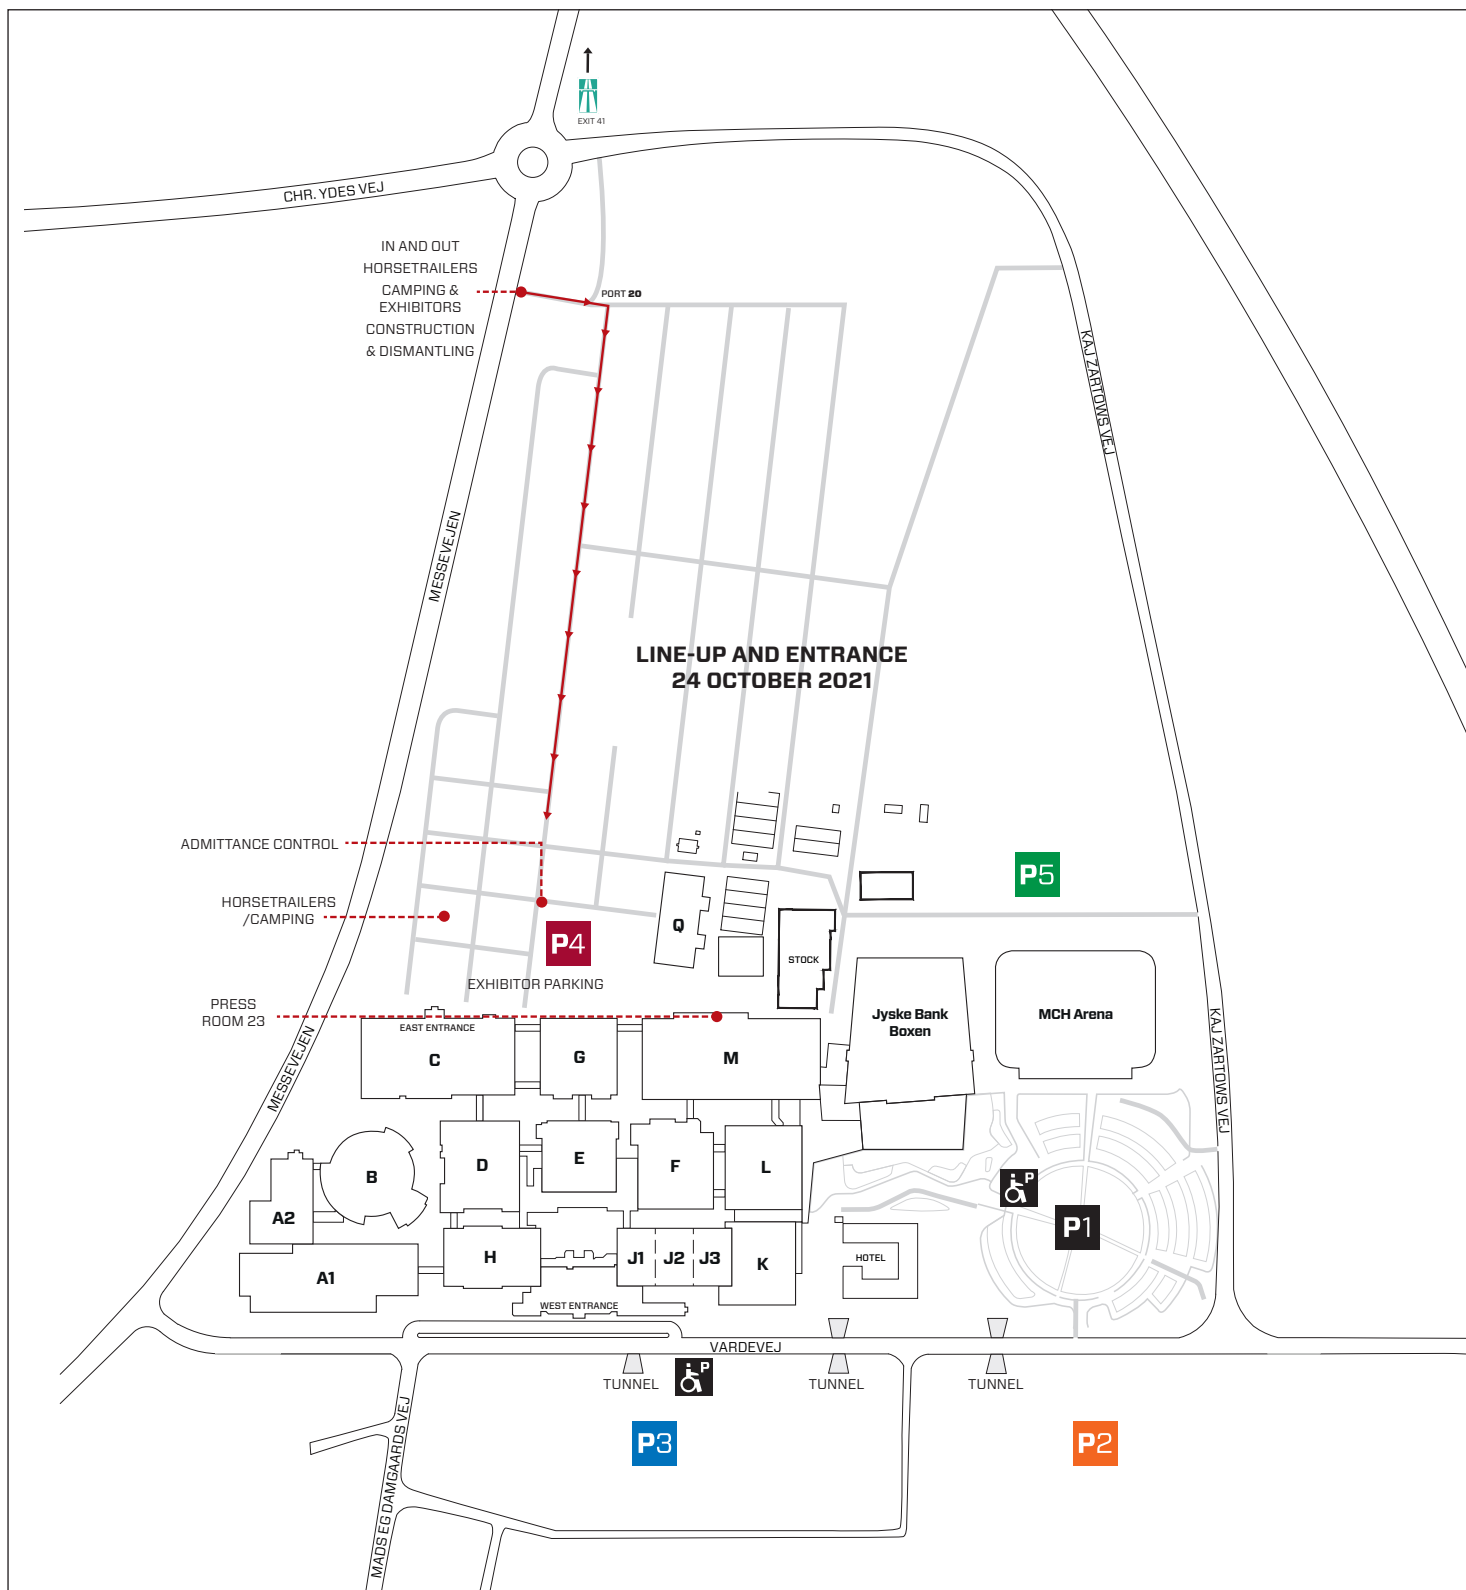 EXIT 41
CHR. YDES VEJ
IN AND OUT
HORSETRAILERS
CAMPING &
EXHIBITORS
CONSTRUCTION
& DISMANTLING
PORT 20
KAJ ZARTOWS VEJ
MESSEVEJEN
LINE-UP AND ENTRANCE
24 OCTOBER 2021
ADMITTANCE CONTROL
HORSETRAILERS
/CAMPING
P5
P4
Q
STOCK
EXHIBITOR PARKING
PRESS
ROOM 23
EAST ENTRANCE
C
G
M
Jyske Bank
Boxen
MCH Arena
MESSEVEJEN
KAJ ZARTOWS VEJ
B
D
E
F
L
P
A2
P1
A1
H
J1
J2
J3
K
HOTEL
WEST ENTRANCE
VARDEVEJ
TUNNEL
P
TUNNEL
TUNNEL
MADS EG DAMGAARDS VEJ
P3
P2